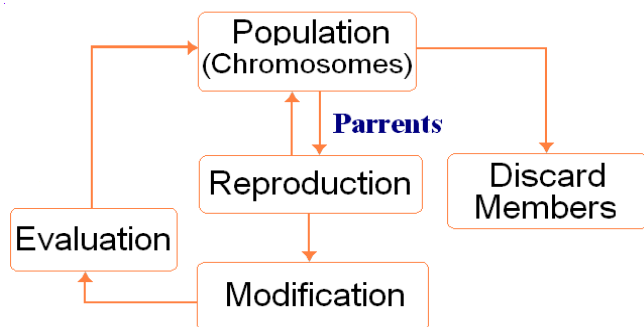 Population
(Chromosomes)
Parrents
Reproduction
Discard
Members
Evaluation
Modification